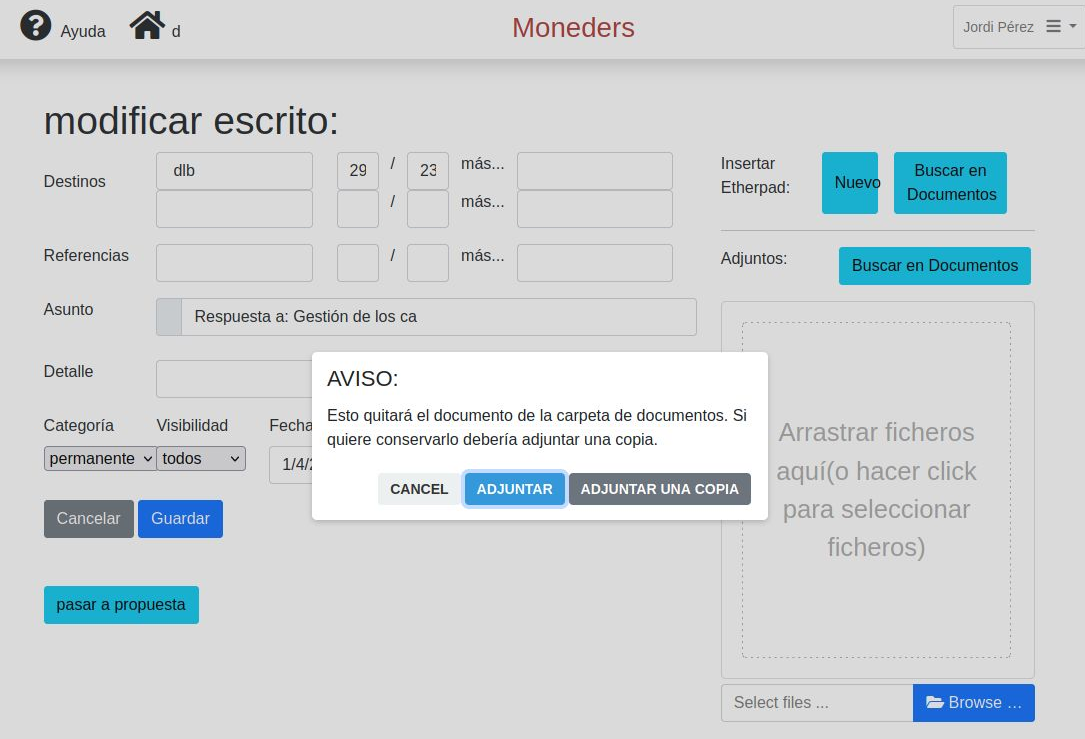 Ayuda
d
Moneders
Jordi Pérez
modificar escrito:
Destinos
dlb
29 / 23 más...
/ más...
Referencias
/ más...
Asunto
Respuesta a: Gestión de los ca
Detalle
Categoría Visibilidad Fecha
permanente todos 1/4/2
Cancelar Guardar
pasar a propuesta
Insertar
Etherpad:
Nuevo
Buscar en
Documentos
Adjuntos:
Buscar en Documentos
Arrastrar ficheros
aquí(o hacer click
para seleccionar
ficheros)
Select files ...
Browse ...
AVISO:
Esto quitará el documento de la carpeta de documentos. Si
quiere conservarlo debería adjuntar una copia.
CANCEL ADJUNTAR ADJUNTAR UNA COPIA